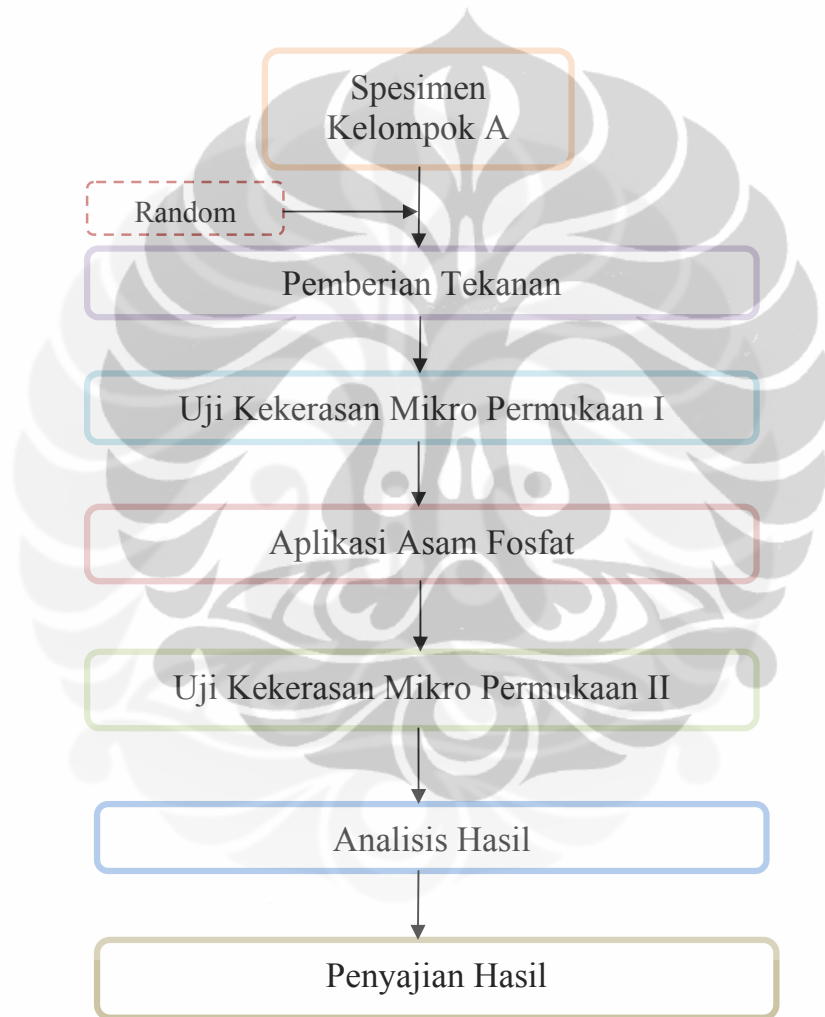 Spesimen
Kelompok A
Random
Pemberian Tekanan
Uji Kekerasan Mikro Permukaan I
Aplikasi Asam Fosfat
Uji Kekerasan Mikro Permukaan II
Analisis Hasil
Penyajian Hasil